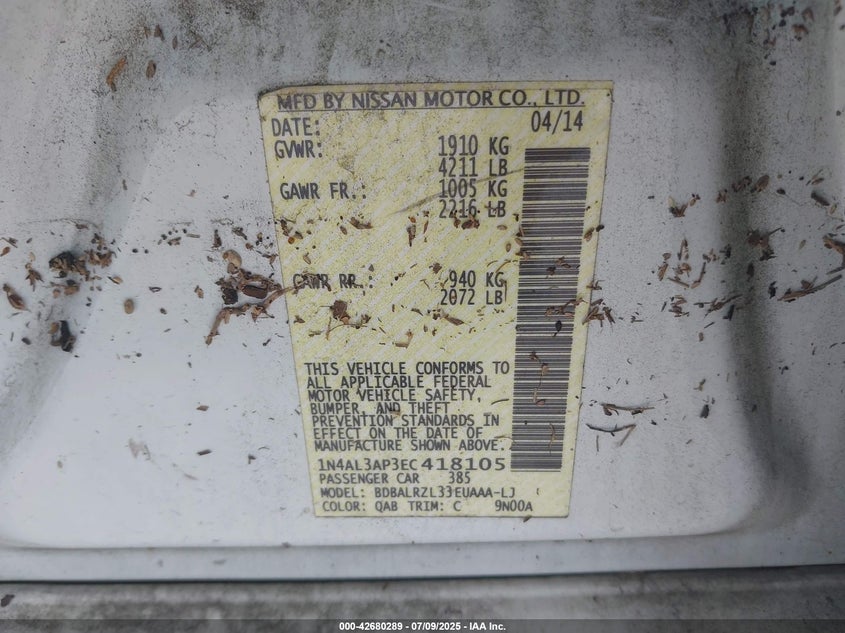 MFD BY NISSAN MOTOR CO., LTD.
DATE: 04/14
GVWR: 1910 KG
4211 LB
GAWR FR.: 1005 KG
2216 LB
GAWR RR.: 940 KG
2072 LB
THIS VEHICLE CONFORMS TO
ALL APPLICABLE FEDERAL
MOTOR VEHICLE SAFETY,
BUMPER, AND THEFT
PREVENTION STANDARDS IN
EFFECT ON THE DATE OF
MANUFACTURE SHOWN ABOVE.
1N4AL3AP3EC418105
PASSENGER CAR 385
MODEL: BDBALRZL33EUAAA-LJ
COLOR: QAB TRIM: C 9N00A
000-42680289 - 07/09/2025 - IAA Inc.